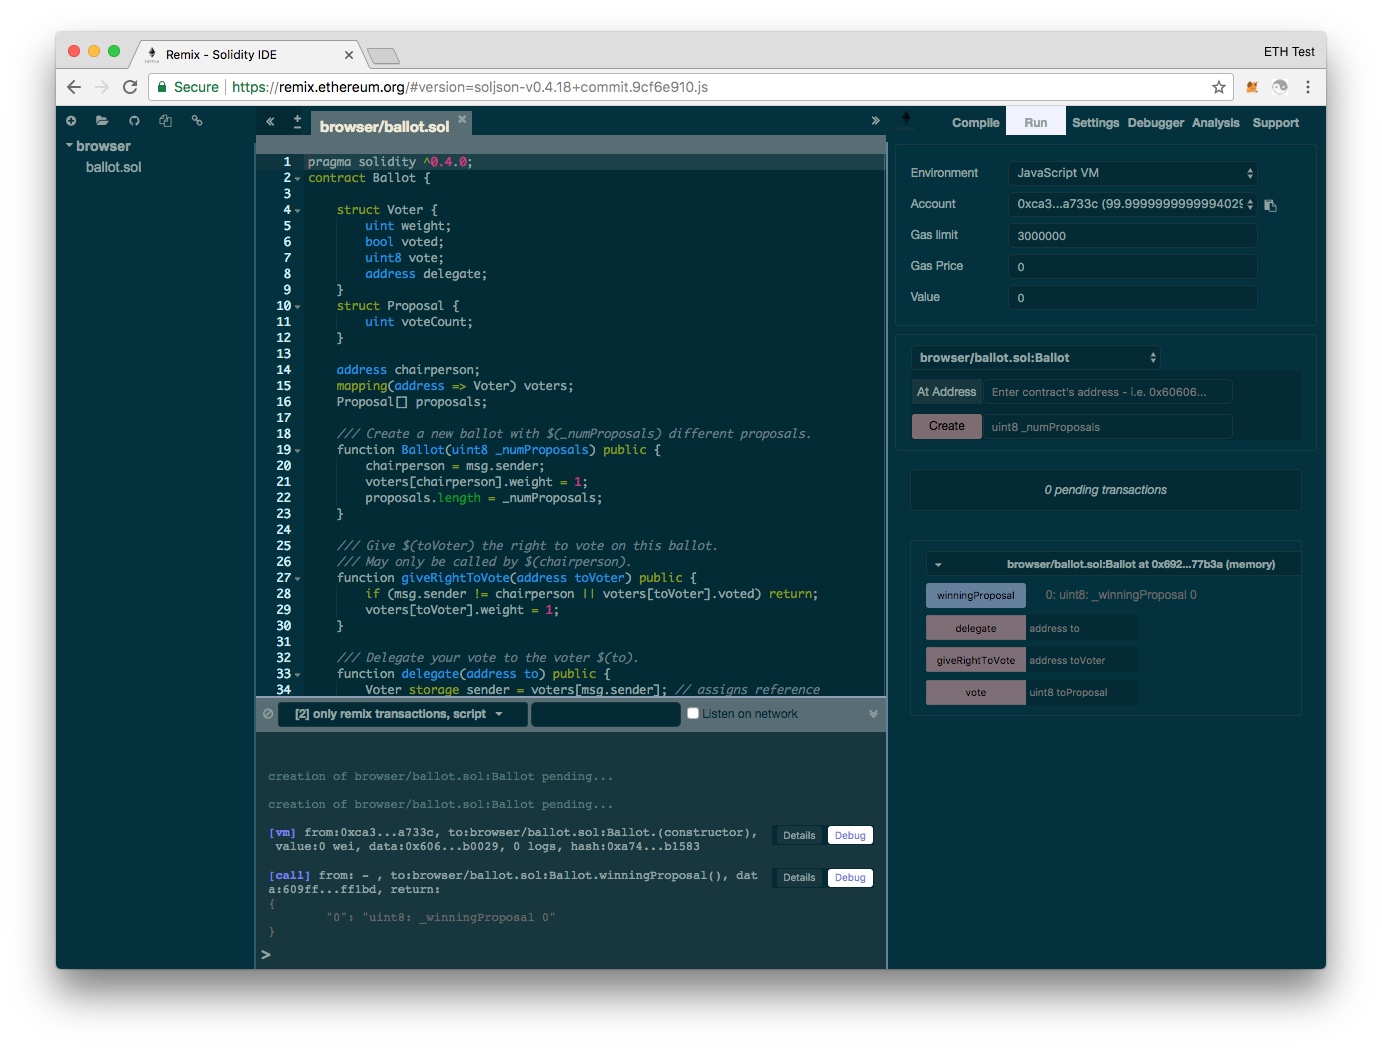 Remix - Solidity IDE
ETH Test
Secure
https://remix.ethereum.org/#version=soljson-v0.4.18+commit.9cf6e910.js
browser
ballot.sol
browser/ballot.sol
1 pragma solidity ^0.4.0;
2 contract Ballot {
3
4 struct Voter {
5 uint weight;
6 bool voted;
7 uint8 vote;
8 address delegate;
9 }
10 struct Proposal {
11 uint voteCount;
12 }
13
14 address chairperson;
15 mapping(address => Voter) voters;
16 Proposal[] proposals;
17
18 /// Create a new ballot with $(_numProposals) different proposals.
19 function Ballot(uint8 _numProposals) public {
20 chairperson = msg.sender;
21 voters[chairperson].weight = 1;
22 proposals.length = _numProposals;
23 }
24
25 /// Give $(toVoter) the right to vote on this ballot.
26 /// May only be called by $(chairperson).
27 function giveRightToVote(address toVoter) public {
28 if (msg.sender != chairperson || voters[toVoter].voted) return;
29 voters[toVoter].weight = 1;
30 }
31
32 /// Delegate your vote to the voter $(to).
33 function delegate(address to) public {
34 Voter storage sender = voters[msg.sender]; // assigns reference
[2] only remix transactions, script
Listen on network
creation of browser/ballot.sol:Ballot pending...
creation of browser/ballot.sol:Ballot pending...
[vm] from:0xca3...a733c, to:browser/ballot.sol:Ballot.(constructor),
value:0 wei, data:0x606...b0029, 0 logs, hash:0xa74...b1583
Details Debug
[call] from: - , to:browser/ballot.sol:Ballot.winningProposal(), dat
a:609ff...ff1bd, return:
Details Debug
{
"0": "uint8: _winningProposal 0"
}
>
Compile Run Settings Debugger Analysis Support
Environment JavaScript VM
Account 0xca3...a733c (99.9999999999994029
Gas limit 3000000
Gas Price 0
Value 0
browser/ballot.sol:Ballot
At Address Enter contract's address - i.e. 0x60606...
Create uint8 _numProposals
0 pending transactions
browser/ballot.sol:Ballot at 0x692...77b3a (memory)
winningProposal 0: uint8: _winningProposal 0
delegate address to
giveRightToVote address toVoter
vote uint8 toProposal